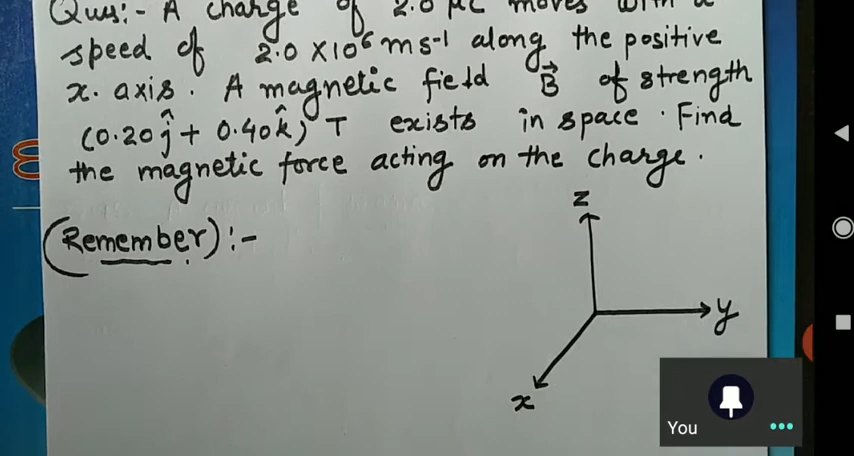 Ques:- A charge of 2.0 μC moves with a
speed of 2.0 ×10⁶ ms⁻¹ along the positive
x. axis. A magnetic field B⃗ of strength
(0.20ĵ + 0.40k̂) T exists in space. Find
the magnetic force acting on the charge.
(Remember):-
z
y
x
You